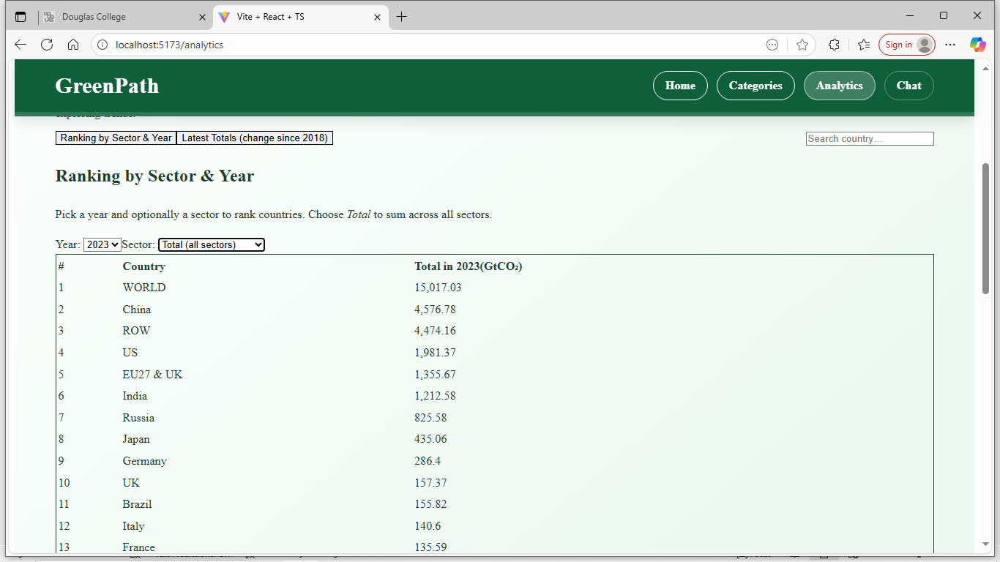 Douglas College
Vite + React + TS
localhost:5173/analytics
Sign in
GreenPath
Home
Categories
Analytics
Chat
Ranking by Sector & Year
Latest Totals (change since 2018)
Search country…
Ranking by Sector & Year
Pick a year and optionally a sector to rank countries. Choose Total to sum across all sectors.
Year: 2023 Sector: Total (all sectors)
# Country Total in 2023(GtCO₂)
1 WORLD 15,017.03
2 China 4,576.78
3 ROW 4,474.16
4 US 1,981.37
5 EU27 & UK 1,355.67
6 India 1,212.58
7 Russia 825.58
8 Japan 435.06
9 Germany 286.4
10 UK 157.37
11 Brazil 155.82
12 Italy 140.6
13 France 135.59